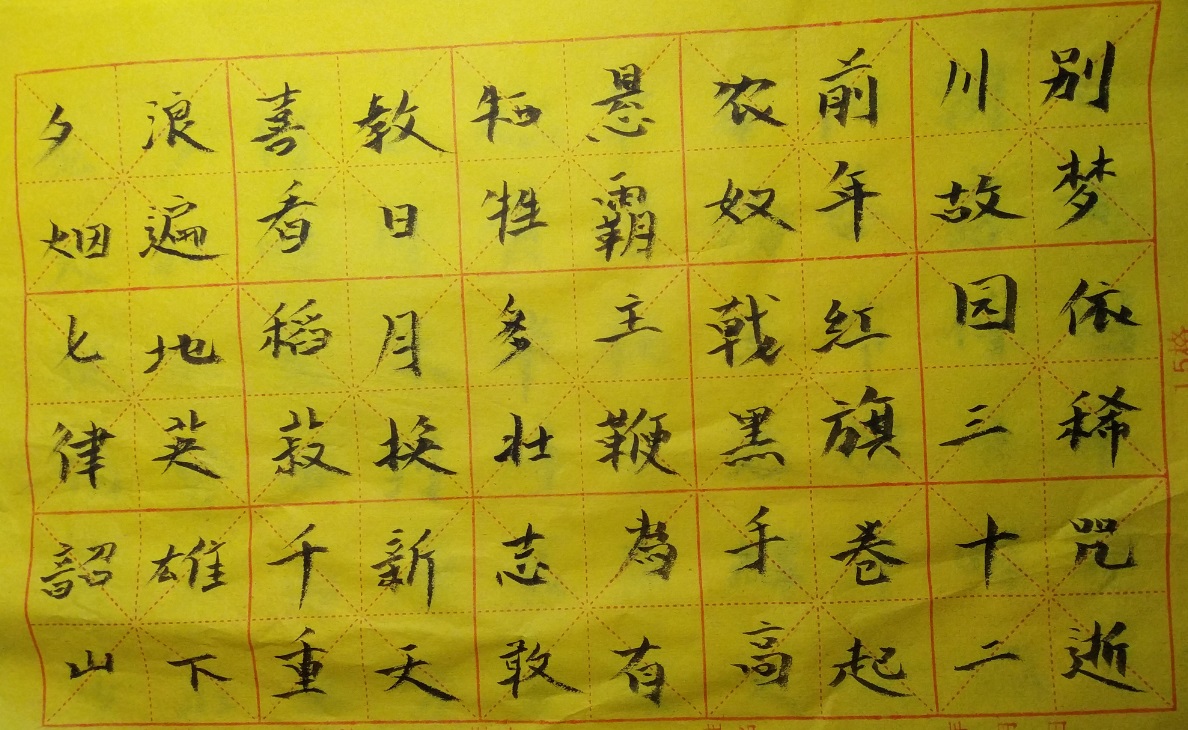 别梦依稀咒逝
川故园三十二
前年红旗卷起
农奴戟黑手高
悬霸主鞭為有
牺牲多壮志敢
教日月换新天
喜看稻菽千重
浪遍地英雄下
夕烟七律韶山